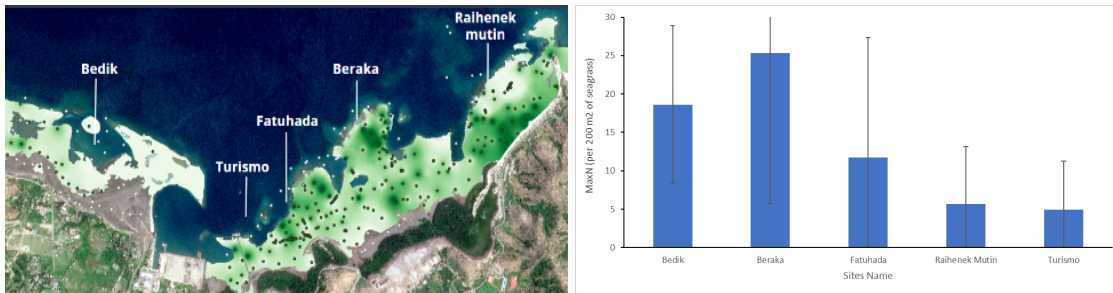 Raihenek
mutin
Bedik
Beraka
Fatuhada
Turismo
30
25
20
15
10
5
0
MaxN (per 200 m2 of seagrass)
Bedik Beraka Fatuhada Raihenek Mutin Turismo
Sites Name